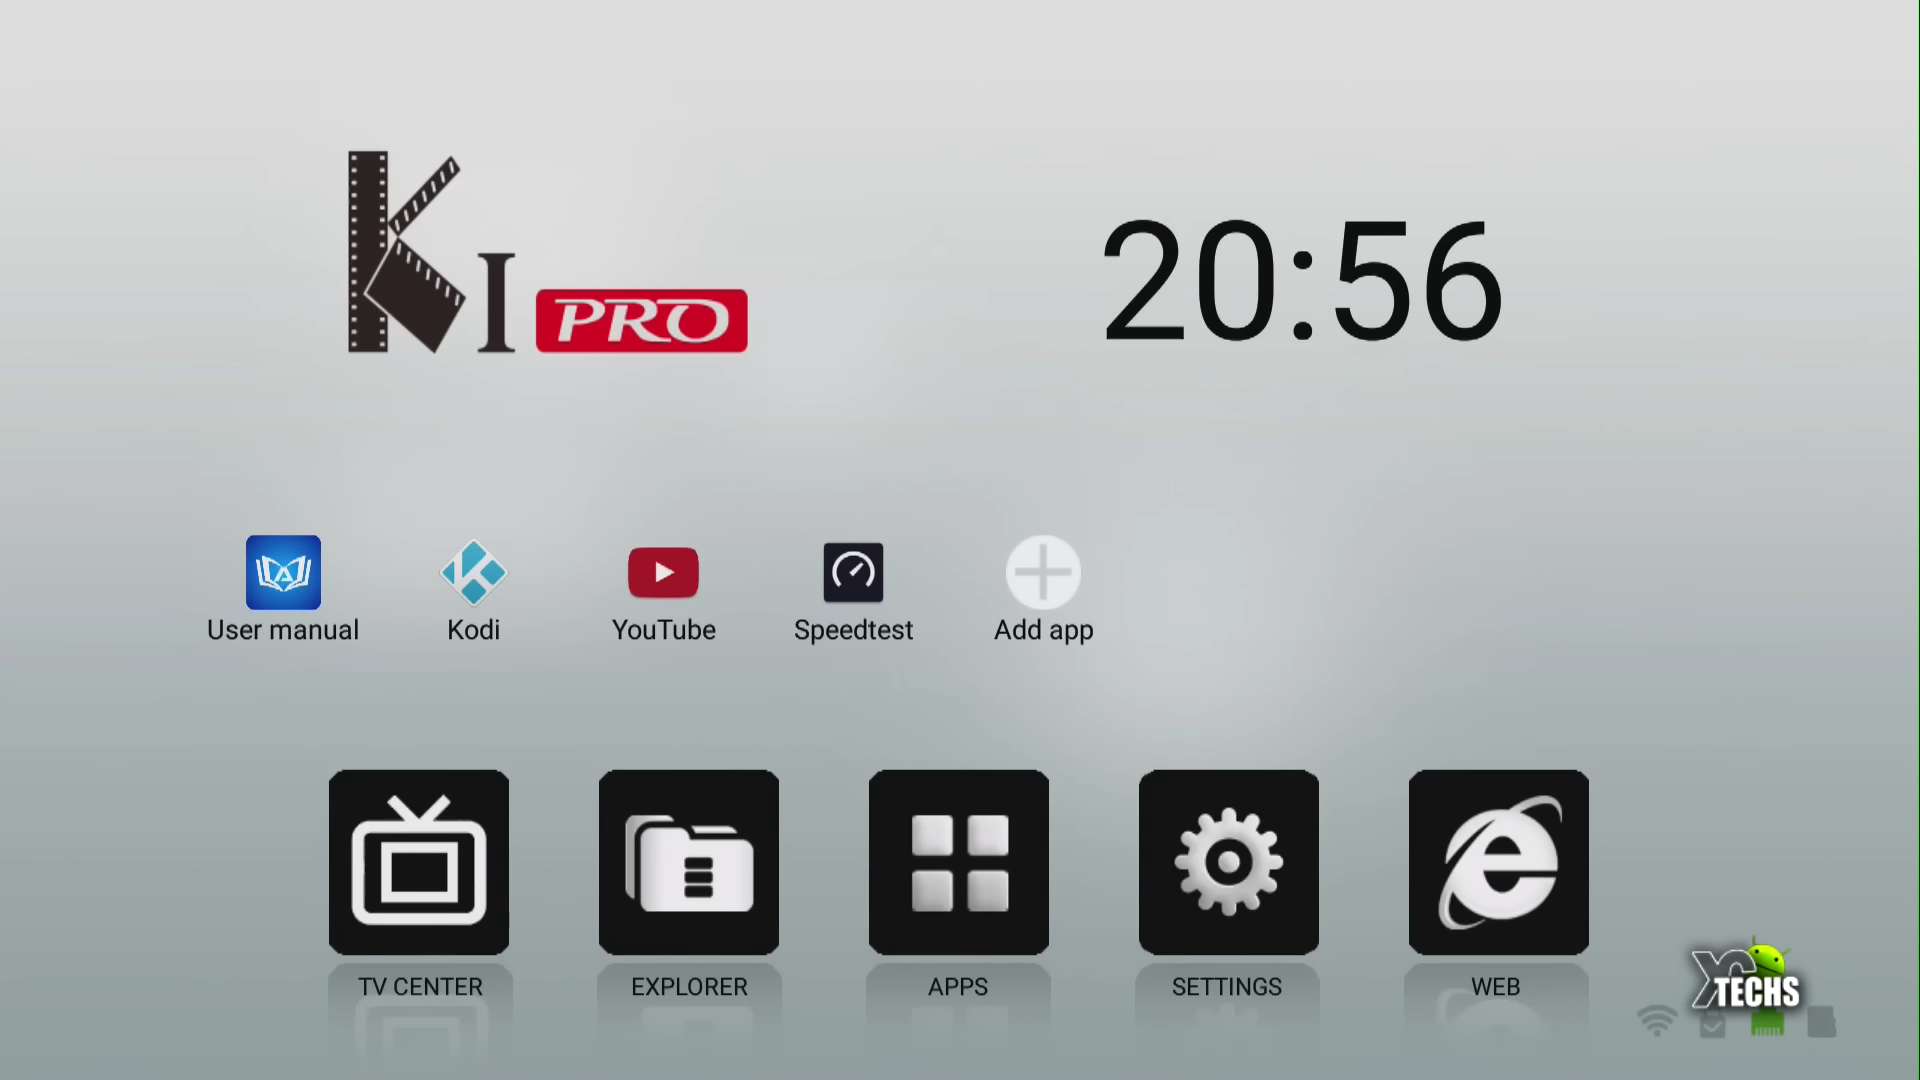 KI PRO
20:56
User manual
Kodi
YouTube
Speedtest
Add app
TV CENTER
EXPLORER
APPS
SETTINGS
WEB
TECHS